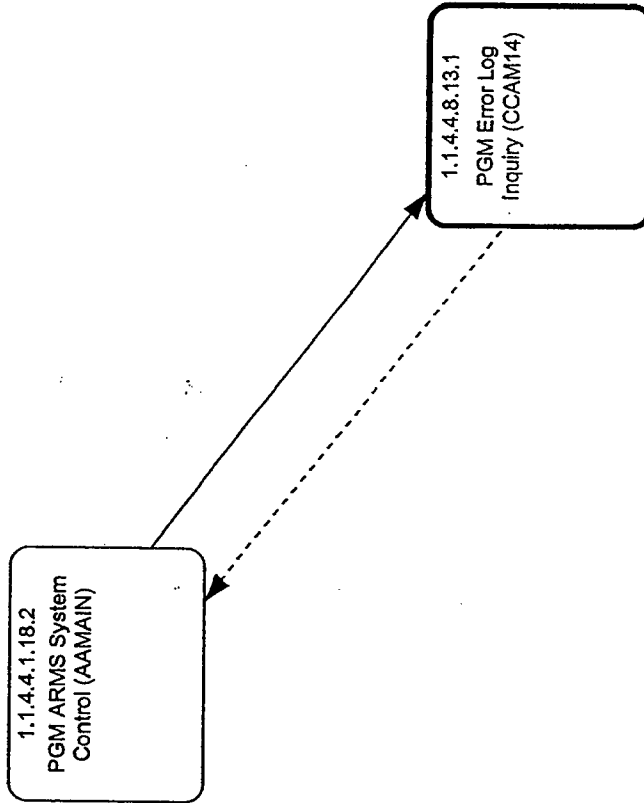 1.1.4.4.1.18.2
PGM ARMS System
Control (AAMAIN)
1.1.4.4.8.13.1
PGM Error Log
Inquiry (CCAM14)